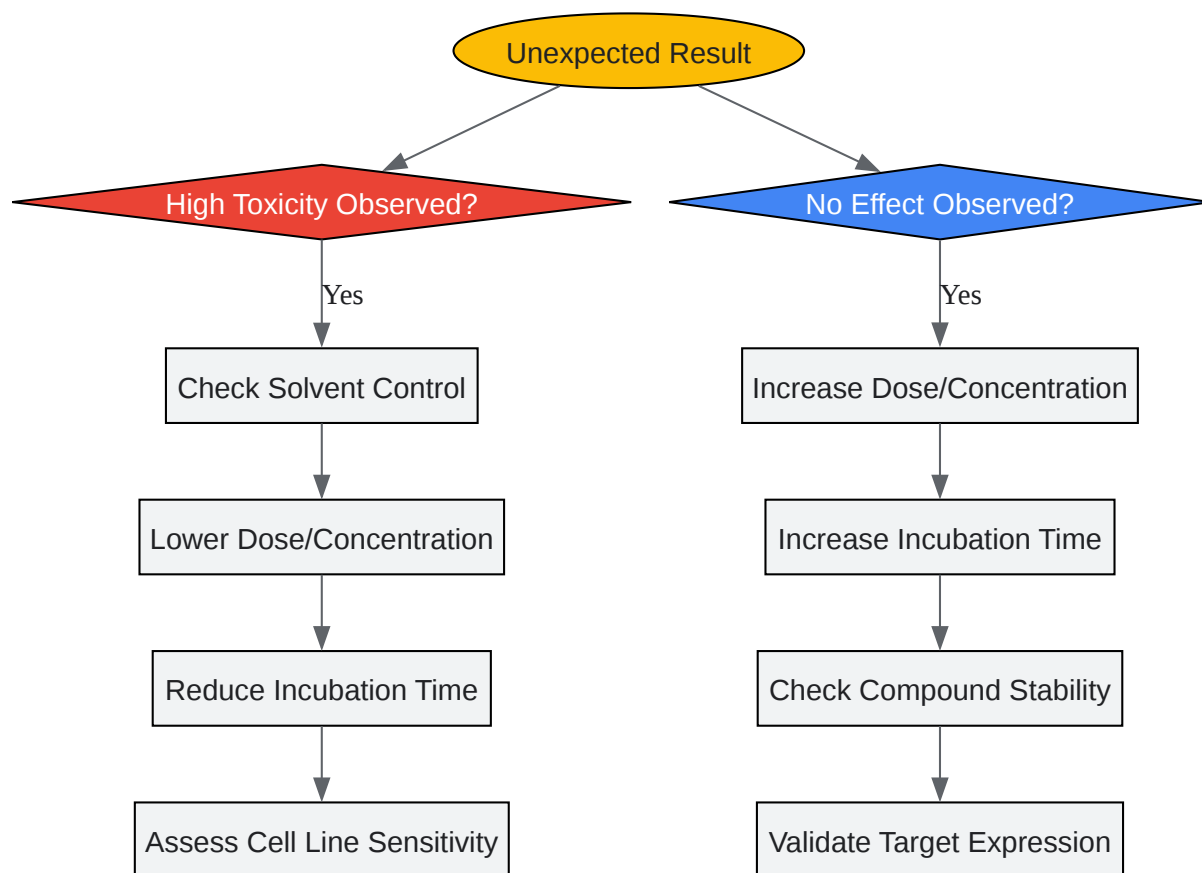 Unexpected Result
High Toxicity Observed?
No Effect Observed?
Yes
Yes
Check Solvent Control
Increase Dose/Concentration
Lower Dose/Concentration
Increase Incubation Time
Reduce Incubation Time
Check Compound Stability
Assess Cell Line Sensitivity
Validate Target Expression